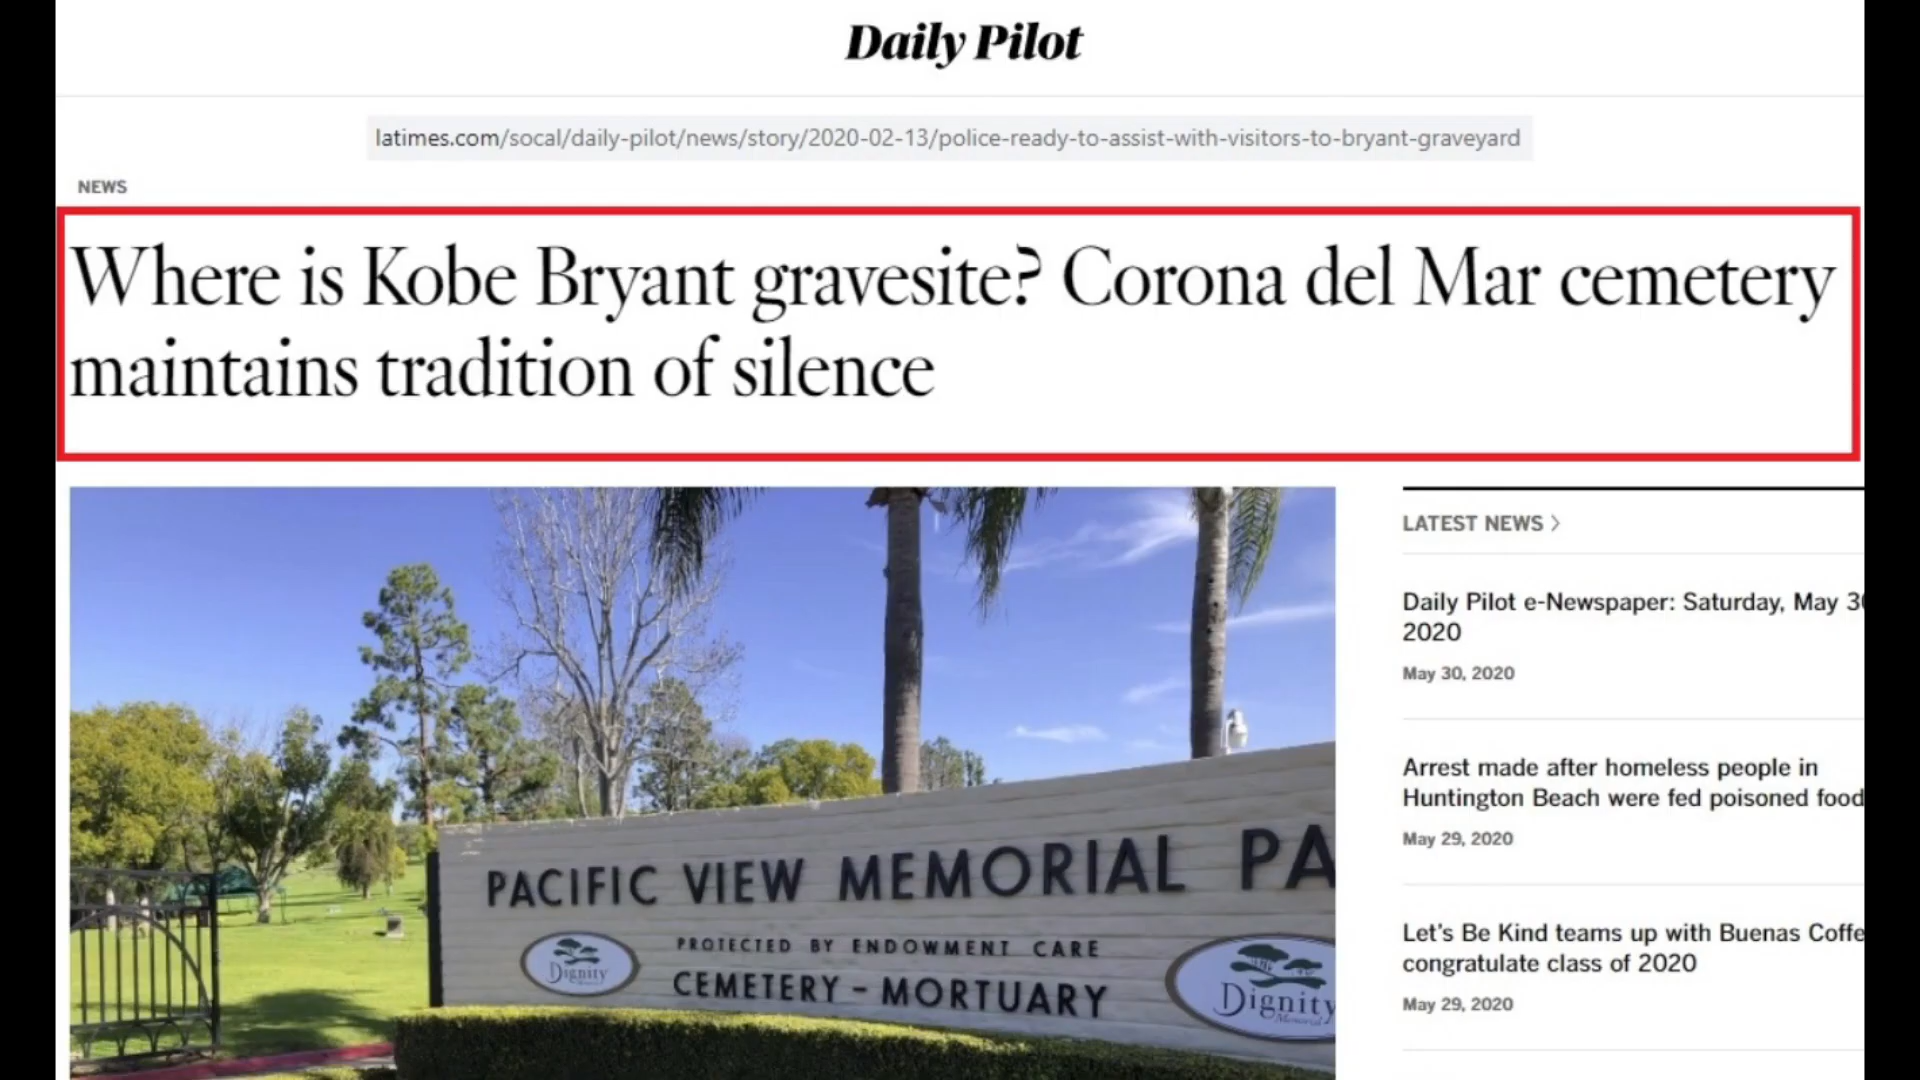 Daily Pilot
latimes.com/socal/daily-pilot/news/story/2020-02-13/police-ready-to-assist-with-visitors-to-bryant-graveyard
NEWS
Where is Kobe Bryant gravesite? Corona del Mar cemetery
maintains tradition of silence
PACIFIC VIEW MEMORIAL PA
PROTECTED BY ENDOWMENT CARE
CEMETERY - MORTUARY
Dignity
Dignity
Memorial
LATEST NEWS >
Daily Pilot e-Newspaper: Saturday, May 30
2020
May 30, 2020
Arrest made after homeless people in
Huntington Beach were fed poisoned food
May 29, 2020
Let's Be Kind teams up with Buenas Coffe
congratulate class of 2020
May 29, 2020